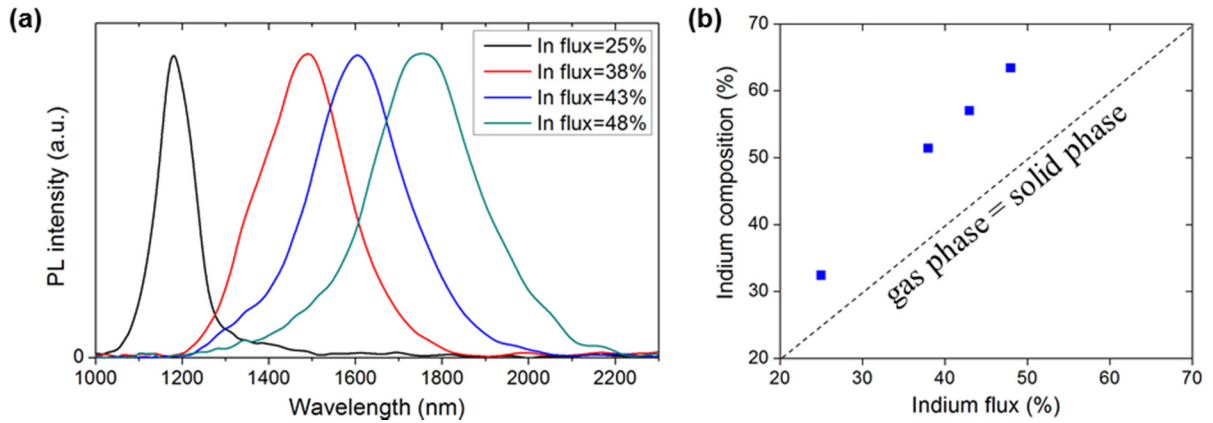 (a)
PL intensity (a.u.)
0
In flux=25%
In flux=38%
In flux=43%
In flux=48%
1000 1200 1400 1600 1800 2000 2200
Wavelength (nm)
(b)
Indium composition (%)
70
60
50
40
30
20
gas phase = solid phase
20 30 40 50 60 70
Indium flux (%)